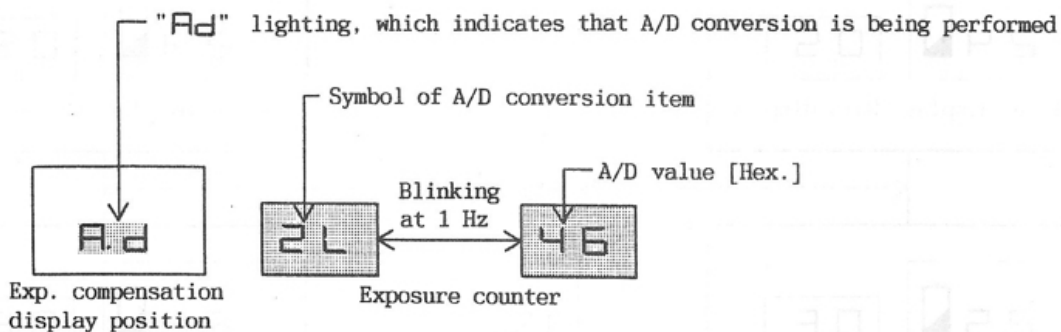 "Ad" lighting, which indicates that A/D conversion is being performed
Symbol of A/D conversion item
A/D value [Hex.]
Blinking
at 1 Hz
A.d
2L
46
Exp. compensation
display position
Exposure counter